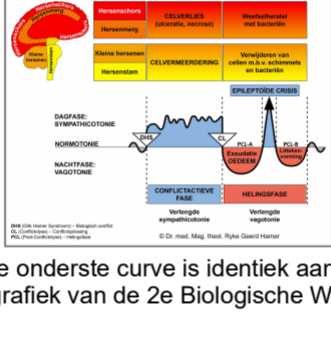 Hersenschors
Hersenmerg
Kleine hersenen
Hersenstam
Hersenschors
CELVERLIES
Weefselherstel
(ulceratie, necrose)
met bacteriën
Hersenmerg
Kleine hersenen
Verwijderen van
CELVERMEERDERING
cellen m.b.v. schimmels
Hersenstam
en bacteriën
EPILEPTOÏDE CRISIS
DAGFASE:
SYMPATHICOTONIE
DHS
CL
NORMOTONIE
PCL-A
PCL-B
Exsudatie
OEDEEM
Litteken-
vorming
NACHTFASE:
VAGOTONIE
CONFLICTACTIEVE
FASE
HELINGSFASE
Verlengde
sympathicotonie
Verlengde
vagotonie
DHS (Dirk Hamer Syndroom) – Biologisch conflict
CL (Conflictolyse) – Conflictoplossing
PCL (Post-Conflictolyse) – Helingsfase
© Dr. med. Mag. theol. Ryke Geerd Hamer
e onderste curve is identiek aan
rafiek van de 2e Biologische W